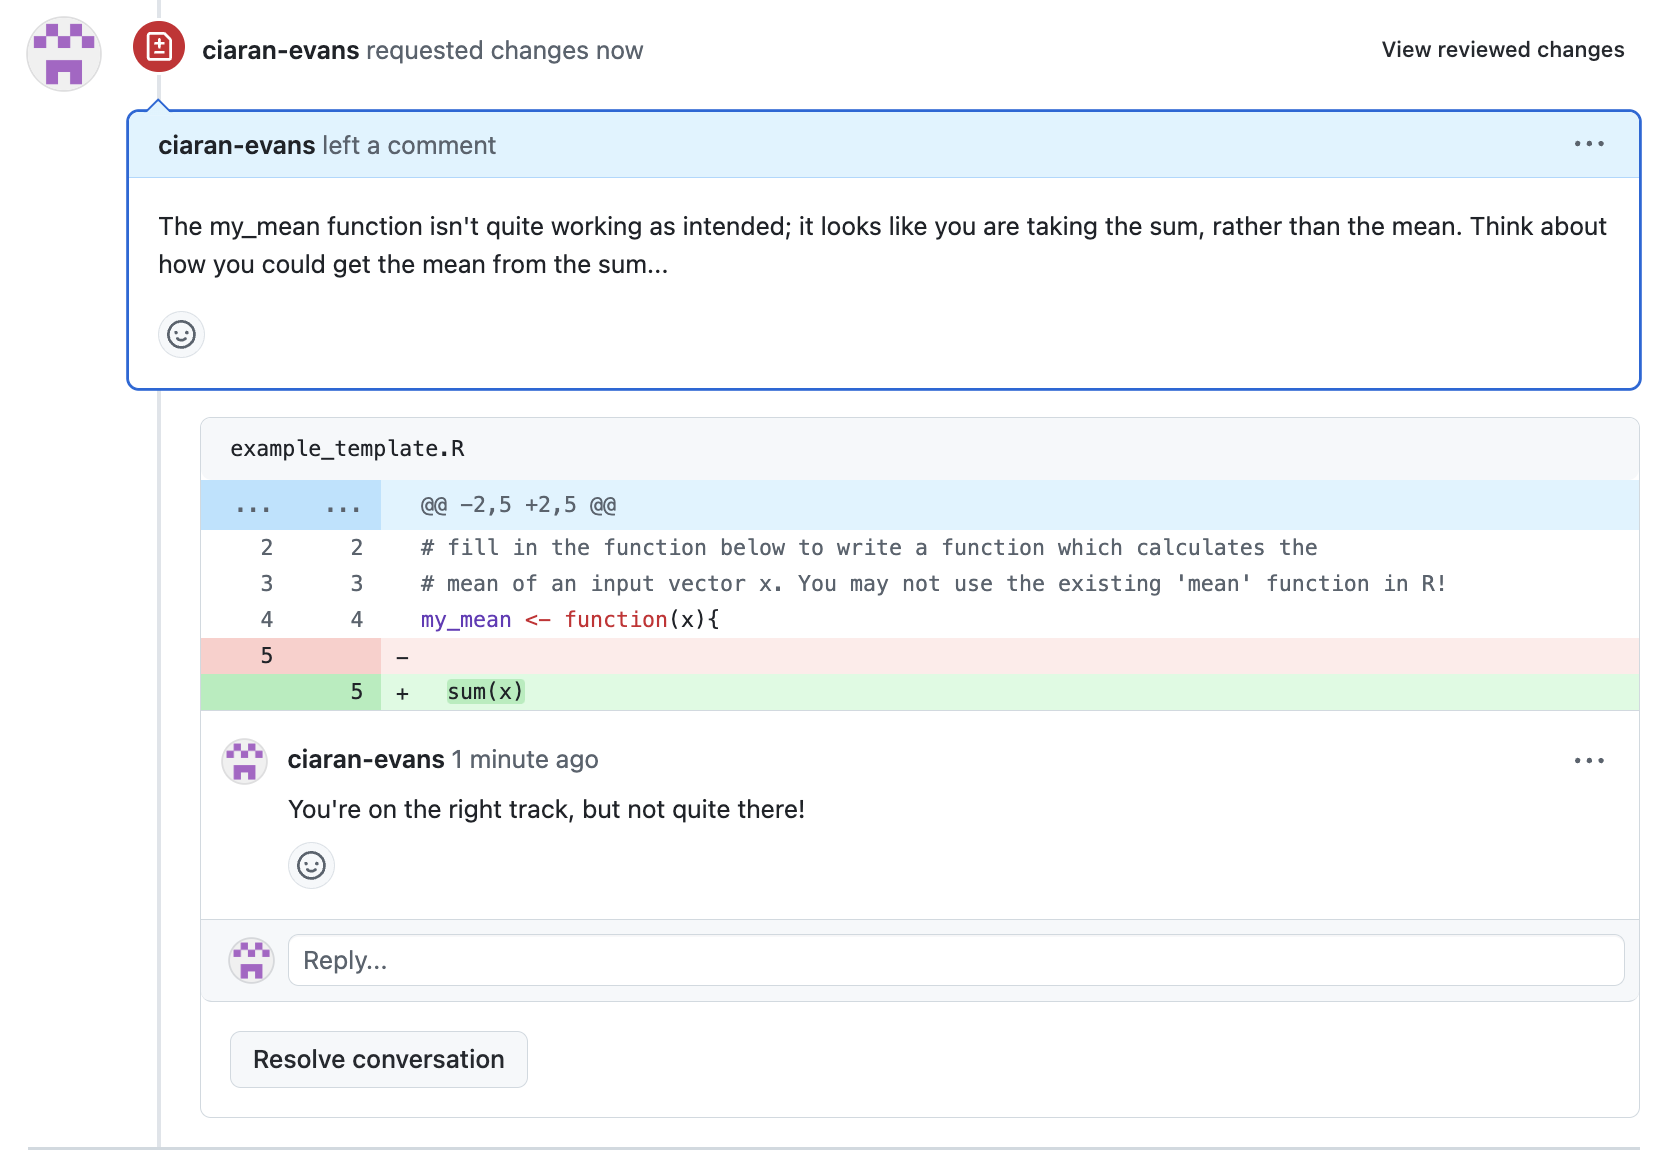 ciaran-evans requested changes now
View reviewed changes
ciaran-evans left a comment
The my_mean function isn't quite working as intended; it looks like you are taking the sum, rather than the mean. Think about
how you could get the mean from the sum...
example_template.R
... ... @@ -2,5 +2,5 @@
2 2 # fill in the function below to write a function which calculates the
3 3 # mean of an input vector x. You may not use the existing 'mean' function in R!
4 4 my_mean <- function(x){
5 -
5 + sum(x)
ciaran-evans 1 minute ago
You're on the right track, but not quite there!
Reply...
Resolve conversation